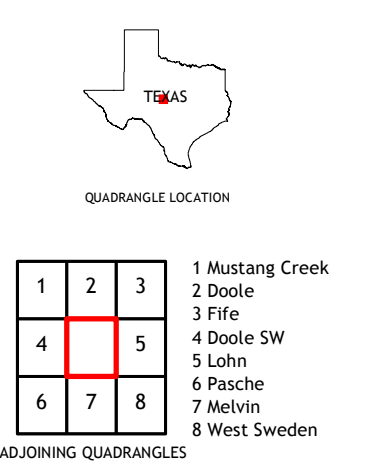 TEXAS
QUADRANGLE LOCATION
1 2 3
4 5
6 7 8
1 Mustang Creek
2 Doole
3 Fife
4 Doole SW
5 Lohn
6 Pasche
7 Melvin
8 West Sweden
ADJOINING QUADRANGLES